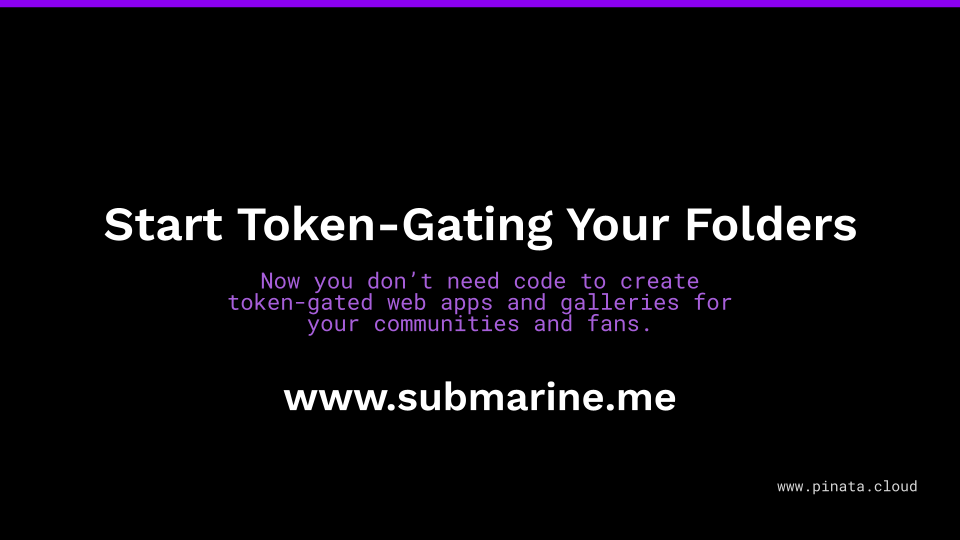 Start Token-Gating Your Folders
Now you don’t need code to create
token-gated web apps and galleries for
your communities and fans.
www.submarine.me
www.pinata.cloud